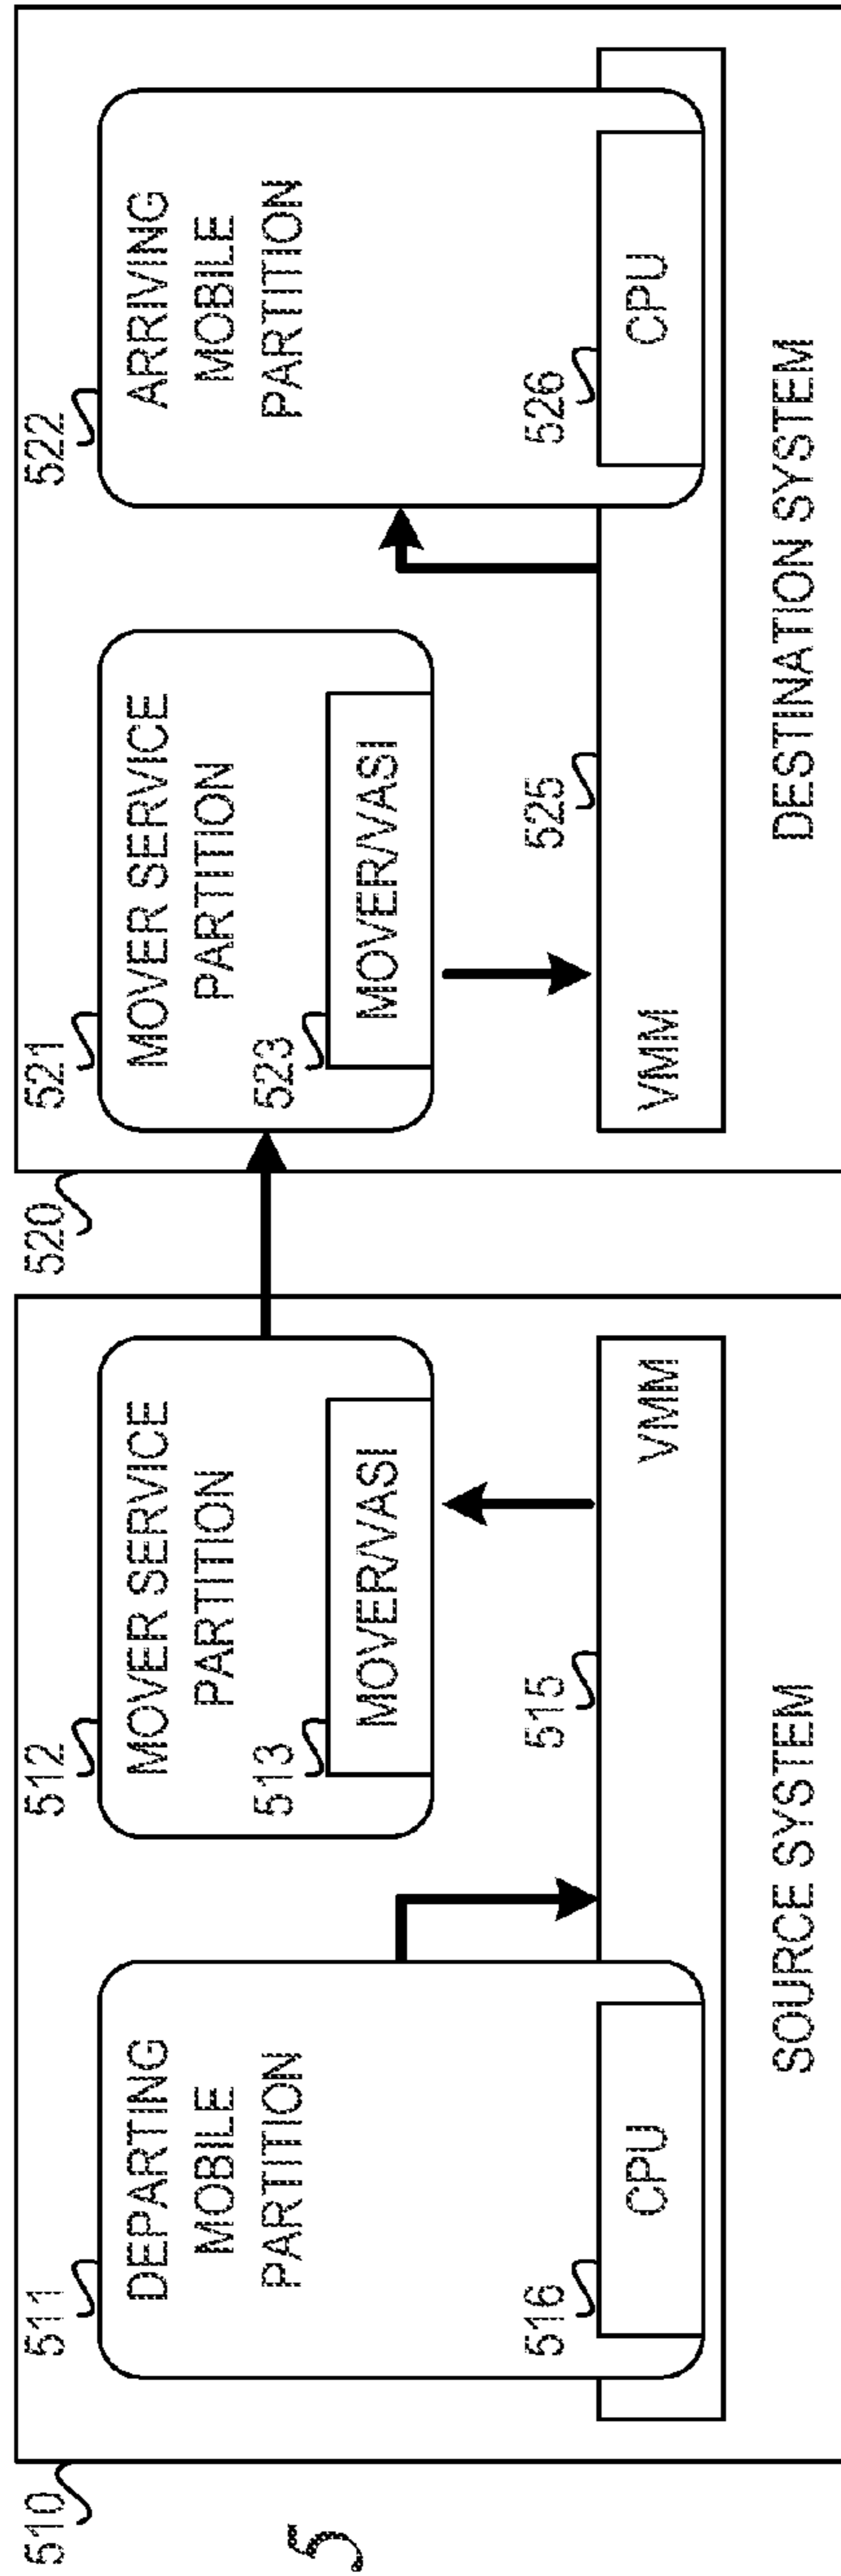 510
511
DEPARTING
MOBILE
PARTITION
516
CPU
512
MOVER SERVICE
PARTITION
513
MOVER/VASI
515
VMM
SOURCE SYSTEM
520
521
MOVER SERVICE
PARTITION
523
MOVER/VASI
525
VMM
522
ARRIVING
MOBILE
PARTITION
526
CPU
DESTINATION SYSTEM
5